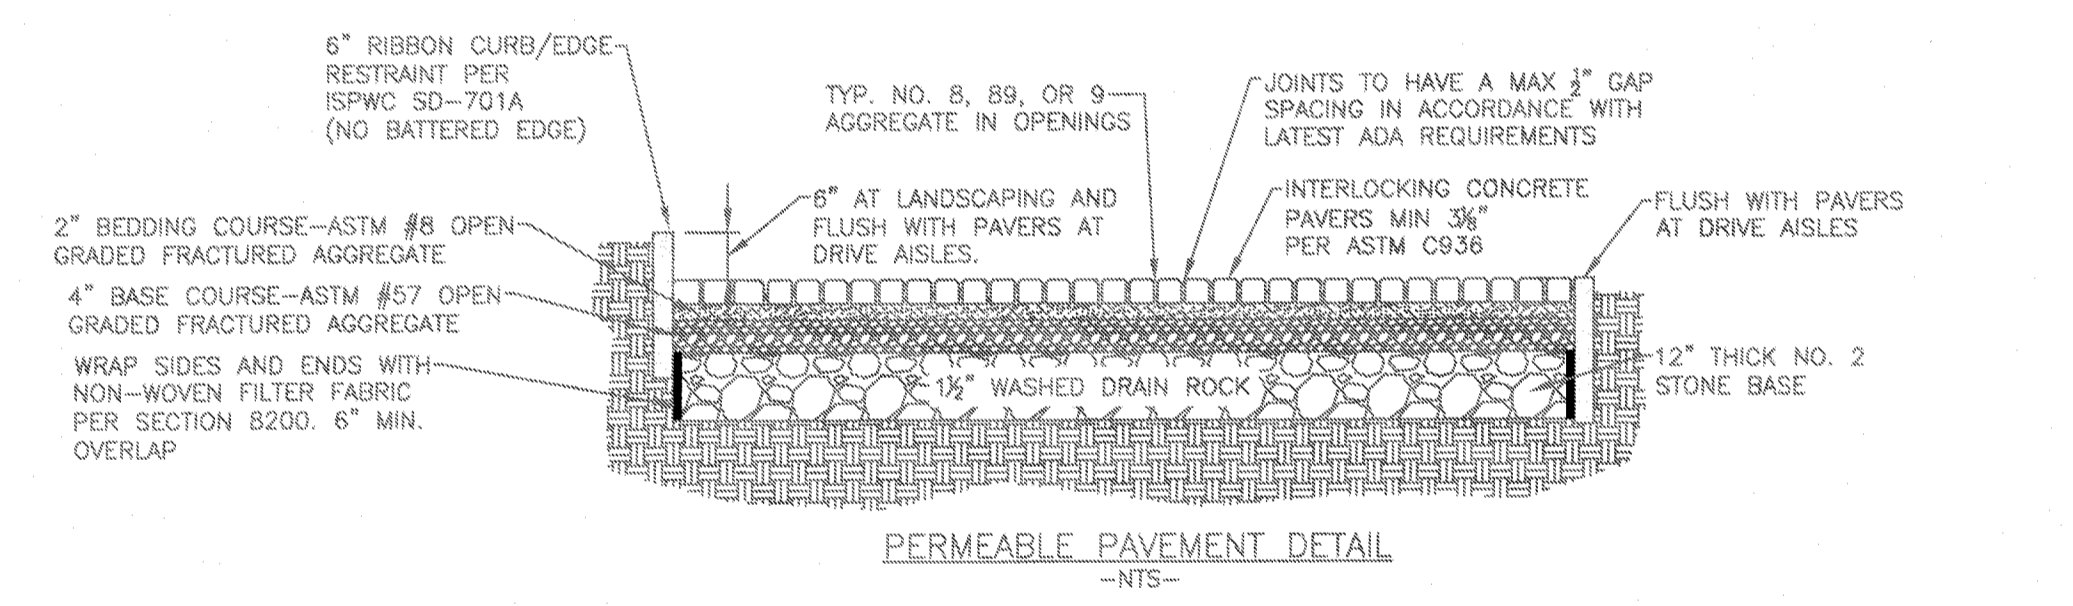 6" RIBBON CURB/EDGE
RESTRAINT PER
ISPWC SD-701A
(NO BATTERED EDGE)
TYP. NO. 8, 89, OR 9
AGGREGATE IN OPENINGS
JOINTS TO HAVE A MAX ½" GAP
SPACING IN ACCORDANCE WITH
LATEST ADA REQUIREMENTS
2" BEDDING COURSE-ASTM #8 OPEN
GRADED FRACTURED AGGREGATE
6" AT LANDSCAPING AND
FLUSH WITH PAVERS AT
DRIVE AISLES.
INTERLOCKING CONCRETE
PAVERS MIN 3⅛"
PER ASTM C936
FLUSH WITH PAVERS
AT DRIVE AISLES
4" BASE COURSE-ASTM #57 OPEN
GRADED FRACTURED AGGREGATE
WRAP SIDES AND ENDS WITH
NON-WOVEN FILTER FABRIC
PER SECTION 8200. 6" MIN.
OVERLAP
1½" WASHED DRAIN ROCK
12" THICK NO. 2
STONE BASE
PERMEABLE PAVEMENT DETAIL
-NTS-